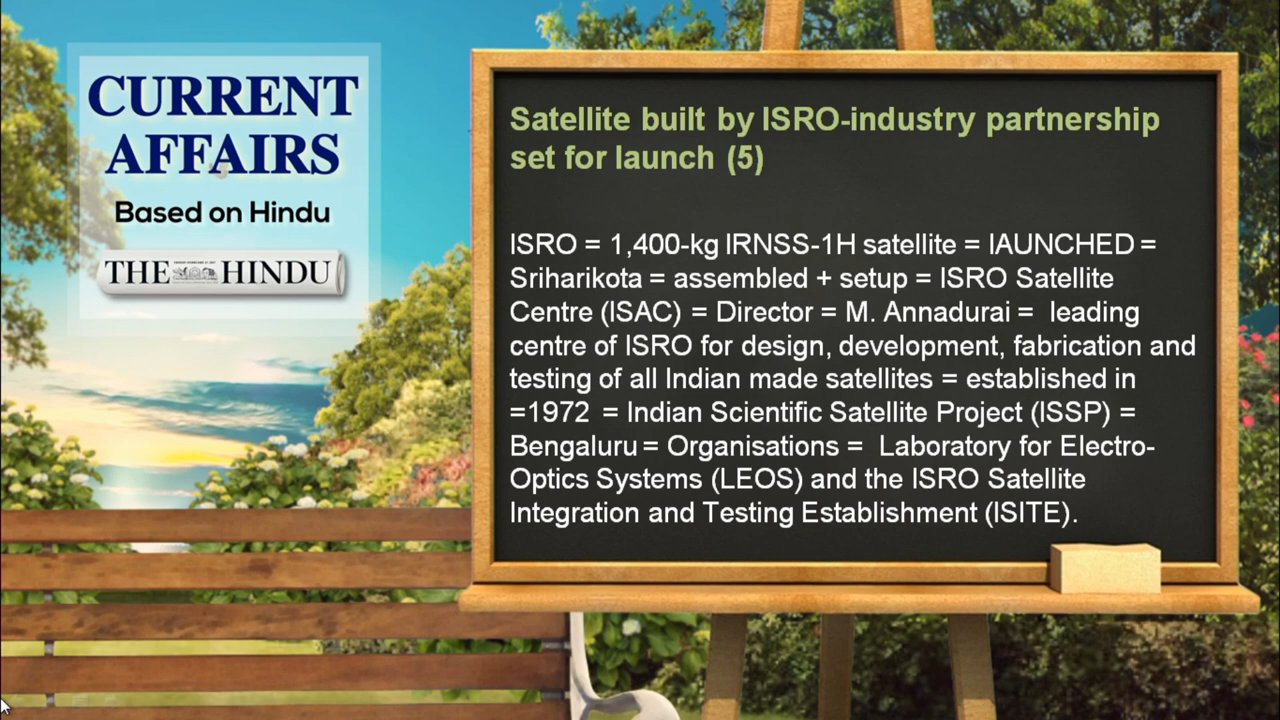 CURRENT
AFFAIRS
Based on Hindu
THE HINDU
Satellite built by ISRO-industry partnership
set for launch (5)
ISRO = 1,400-kg IRNSS-1H satellite = lAUNCHED =
Sriharikota = assembled + setup = ISRO Satellite
Centre (ISAC) = Director = M. Annadurai = leading
centre of ISRO for design, development, fabrication and
testing of all Indian made satellites = established in
=1972 = Indian Scientific Satellite Project (ISSP) =
Bengaluru = Organisations = Laboratory for Electro-
Optics Systems (LEOS) and the ISRO Satellite
Integration and Testing Establishment (ISITE).